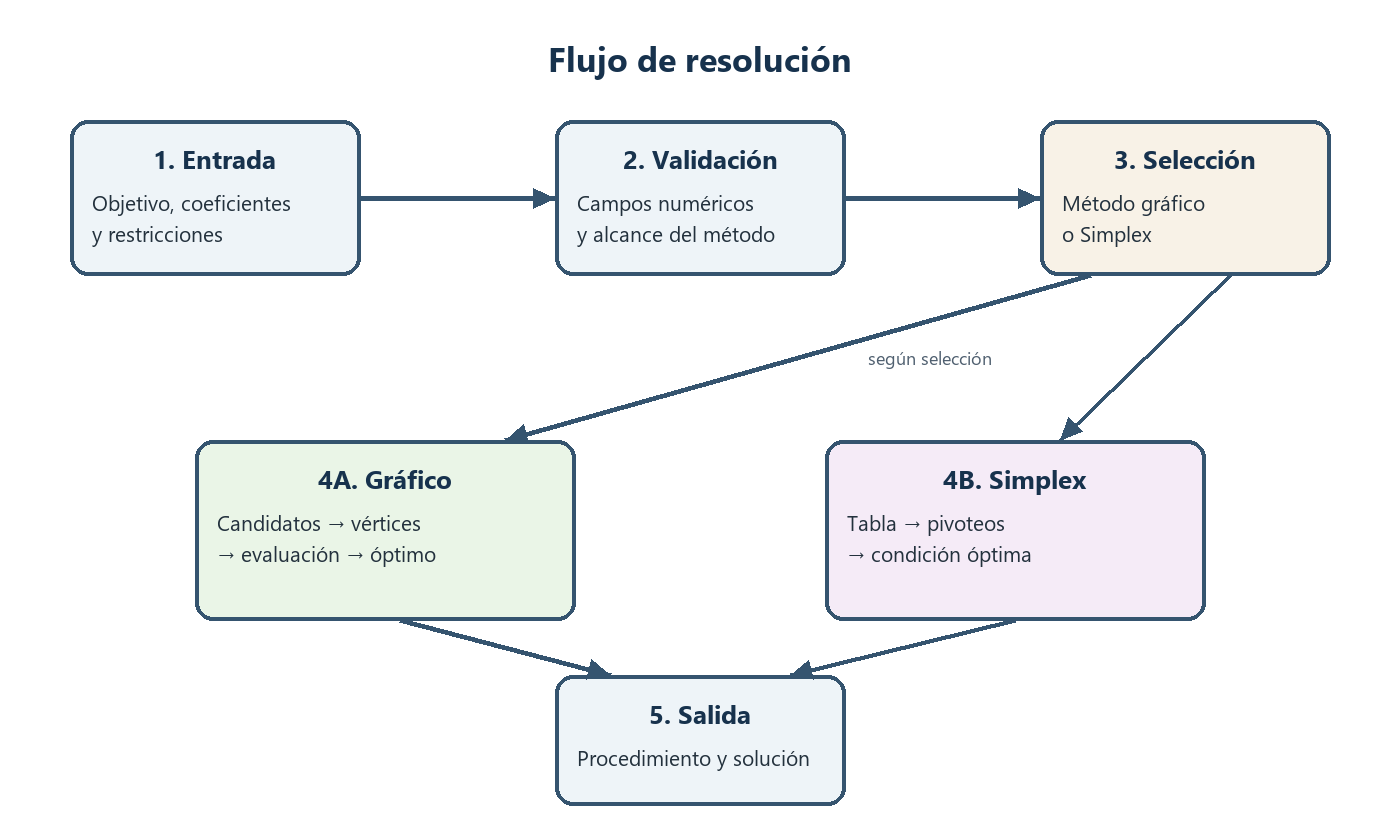 Flujo de resolución
1. Entrada
Objetivo, coeficientes
y restricciones
2. Validación
Campos numéricos
y alcance del método
3. Selección
Método gráfico
o Simplex
según selección
4A. Gráfico
Candidatos → vértices
→ evaluación → óptimo
4B. Simplex
Tabla → pivoteos
→ condición óptima
5. Salida
Procedimiento y solución